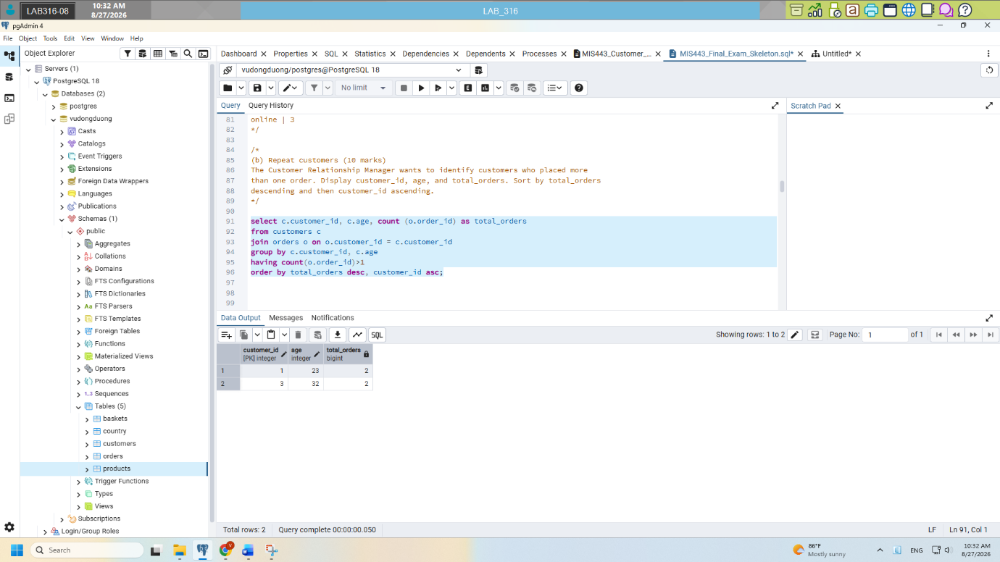 LAB316-08
10:32 AM
8/27/2026
LAB_316
pgAdmin 4
File Object Tools Edit View Window Help
Object Explorer
Dashboard Properties SQL Statistics Dependencies Dependents Processes MIS443_Customer_... MIS443_Final_Exam_Skeleton.sql* Untitled*
Servers (1)
PostgreSQL 18
Databases (2)
postgres
vudongduong
Casts
Catalogs
Event Triggers
Extensions
Foreign Data Wrappers
Languages
Publications
Schemas (1)
public
Aggregates
Collations
Domains
FTS Configurations
FTS Dictionaries
FTS Parsers
FTS Templates
Foreign Tables
Functions
Materialized Views
Operators
Procedures
Sequences
Tables (5)
baskets
country
customers
orders
products
Trigger Functions
Types
Views
Subscriptions
Login/Group Roles
vudongduong/postgres@PostgreSQL 18
No limit
Query Query History
Scratch Pad
81 online | 3
82 */
83
84 /*
85 (b) Repeat customers (10 marks)
86 The Customer Relationship Manager wants to identify customers who placed more
87 than one order. Display customer_id, age, and total_orders. Sort by total_orders
88 descending and then customer_id ascending.
89 */
90
91 select c.customer_id, c.age, count (o.order_id) as total_orders
92 from customers c
93 join orders o on o.customer_id = c.customer_id
94 group by c.customer_id, c.age
95 having count(o.order_id)>1
96 order by total_orders desc, customer_id asc;
97
98
99
Data Output Messages Notifications
SQL
Showing rows: 1 to 2
Page No: 1 of 1
customer_id age total_orders
[PK] integer integer bigint
1 1 23 2
2 3 32 2
Total rows: 2 Query complete 00:00:00.050
LF Ln 91, Col 1
Search
86°F
Mostly sunny
ENG
10:32 AM
8/27/2026